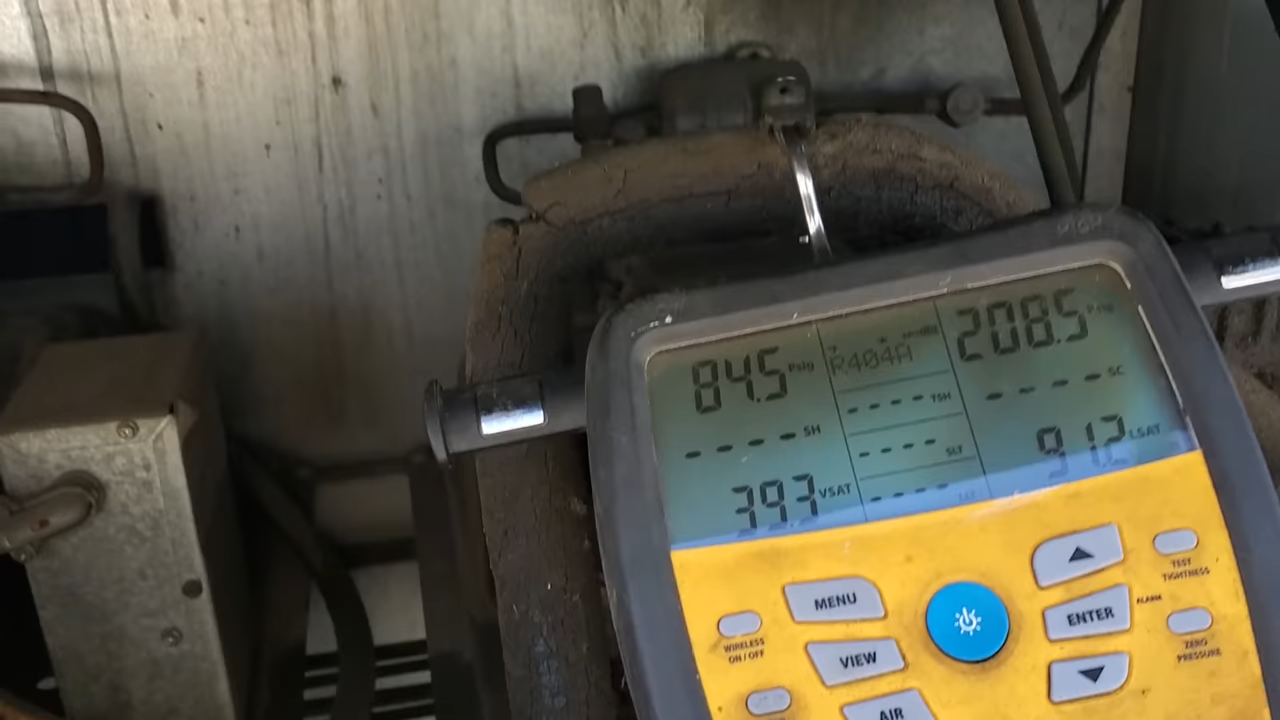 84.5 Psig
R404A
208.5 Psig
- - - - SH
- - - - TSH
- - - - SC
39.3 VSAT
- - - - SLT
91.2 LSAT
- - - -
MENU
VIEW
AIR
ENTER
WIRELESS
ON / OFF
TEST
TIGHTNESS
ALARM
ZERO
PRESSURE